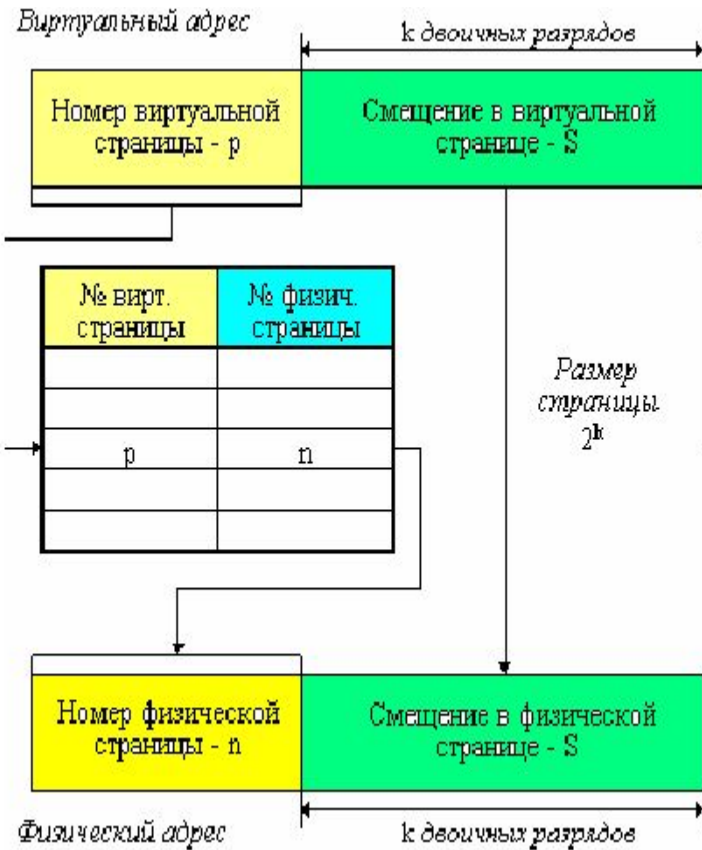 Виртуальный адрес
k двоичных разрядов
Номер виртуальной
страницы - p
Смещение в виртуальной
странице - S
№ вирт.
страницы
№ физич.
страницы
p
n
Размер
страницы
2^k
Номер физической
страницы - n
Смещение в физической
странице - S
Физический адрес
k двоичных разрядов